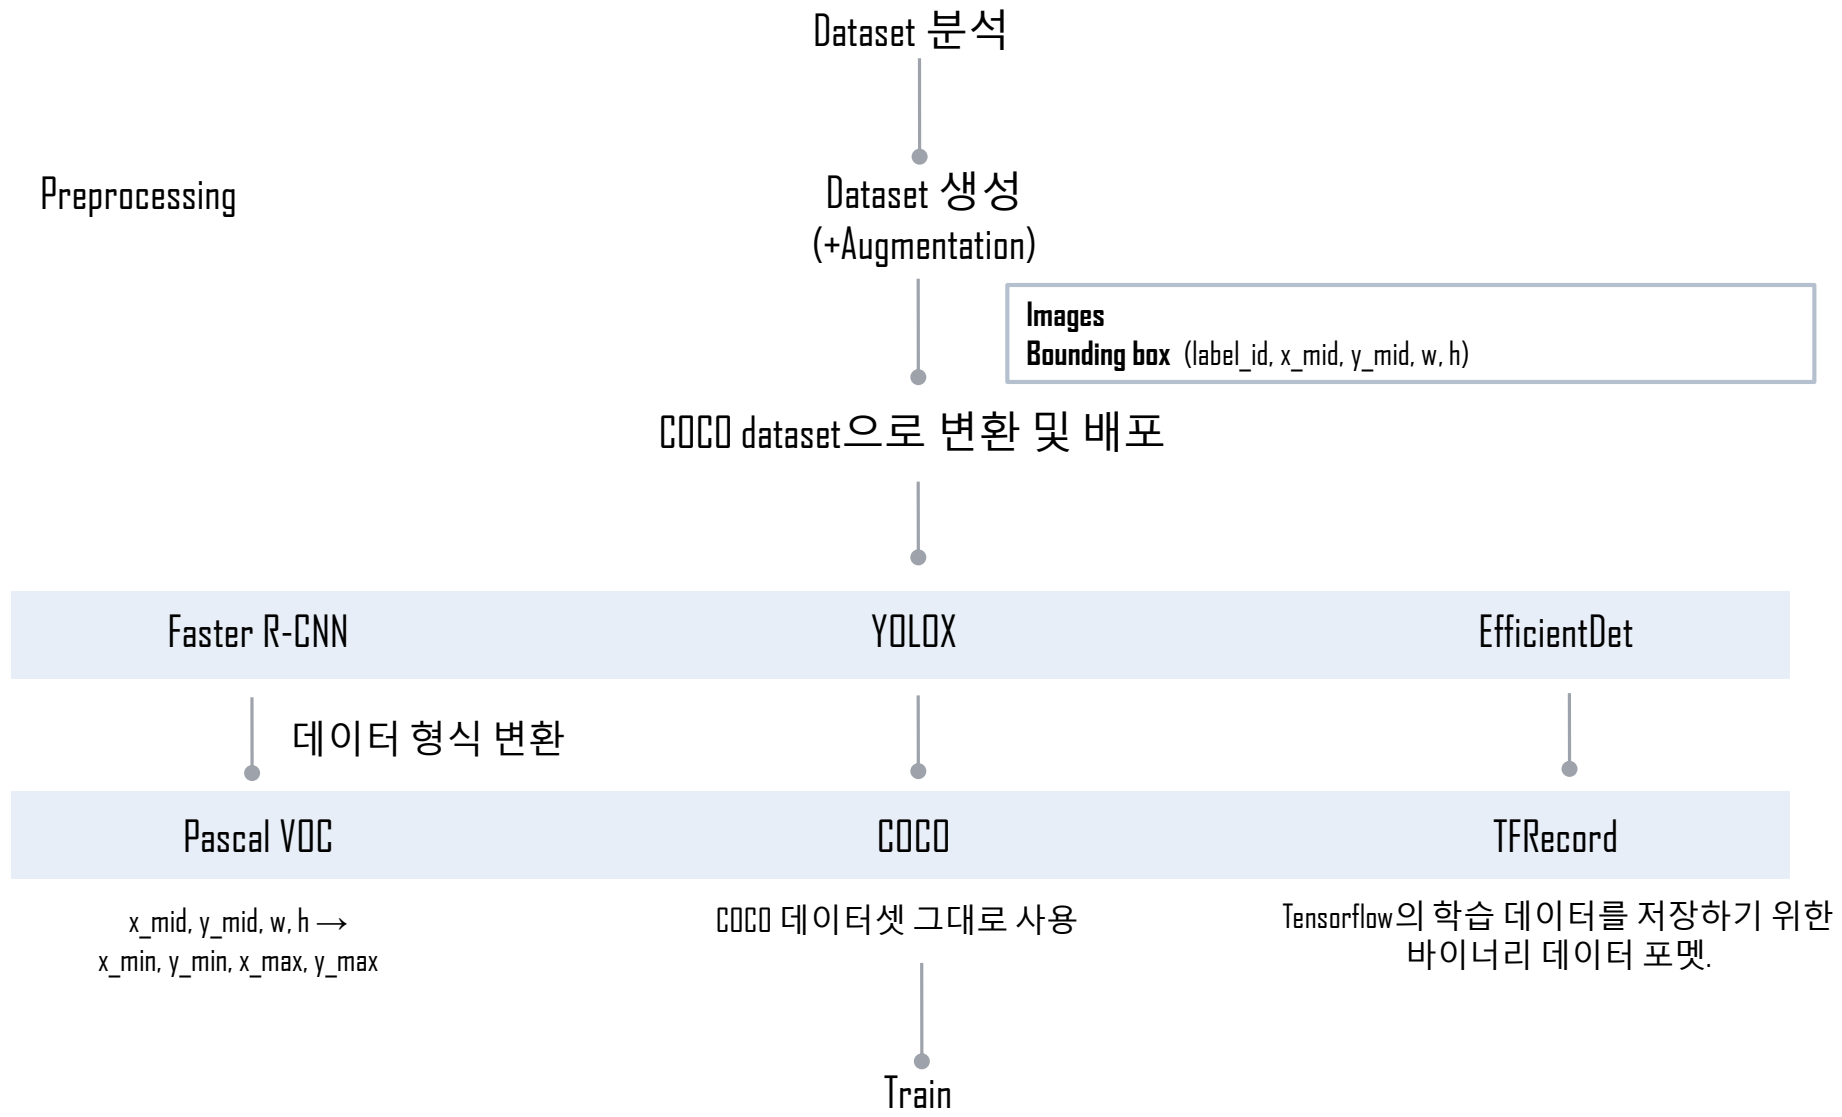 Dataset 분석
Preprocessing
Dataset 생성
(+Augmentation)
Images
Bounding box (label_id, x_mid, y_mid, w, h)
COCO dataset으로 변환 및 배포
Faster R-CNN
YOLOX
EfficientDet
데이터 형식 변환
Pascal VOC
COCO
TFRecord
x_mid, y_mid, w, h →
x_min, y_min, x_max, y_max
COCO 데이터셋 그대로 사용
Tensorflow의 학습 데이터를 저장하기 위한
바이너리 데이터 포멧.
Train